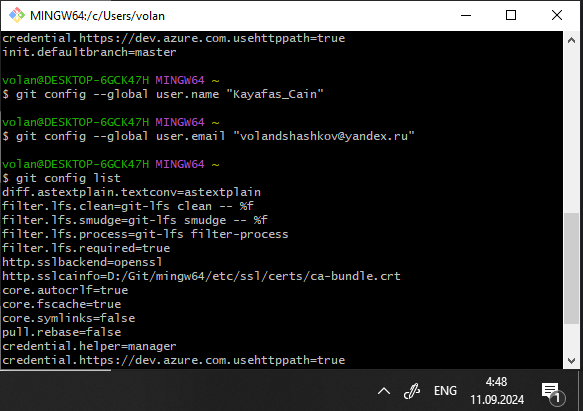 MINGW64:/c/Users/volan
credential.https://dev.azure.com.usehttppath=true
init.defaultbranch=master
volan@DESKTOP-6GCK47H MINGW64 ~
$ git config --global user.name "Kayafas_Cain"
volan@DESKTOP-6GCK47H MINGW64 ~
$ git config --global user.email "volandshashkov@yandex.ru"
volan@DESKTOP-6GCK47H MINGW64 ~
$ git config list
diff.astextplain.textconv=astextplain
filter.lfs.clean=git-lfs clean -- %f
filter.lfs.smudge=git-lfs smudge -- %f
filter.lfs.process=git-lfs filter-process
filter.lfs.required=true
http.sslbackend=openssl
http.sslcainfo=D:/Git/mingw64/etc/ssl/certs/ca-bundle.crt
core.autocrlf=true
core.fscache=true
core.symlinks=false
pull.rebase=false
credential.helper=manager
credential.https://dev.azure.com.usehttppath=true
ENG
4:48
11.09.2024
1